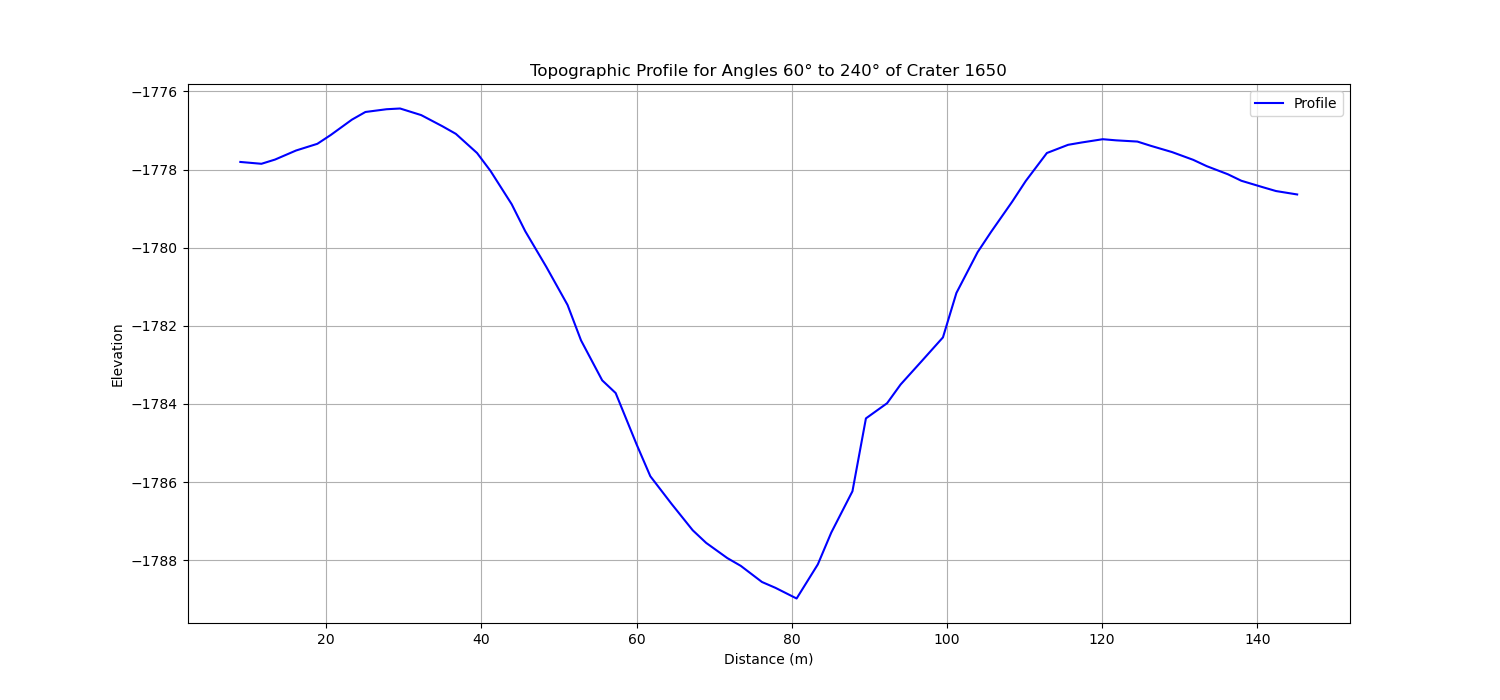 Topographic Profile for Angles 60° to 240° of Crater 1650
Profile
−1776
−1778
−1780
−1782
−1784
−1786
−1788
Elevation
20 40 60 80 100 120 140
Distance (m)